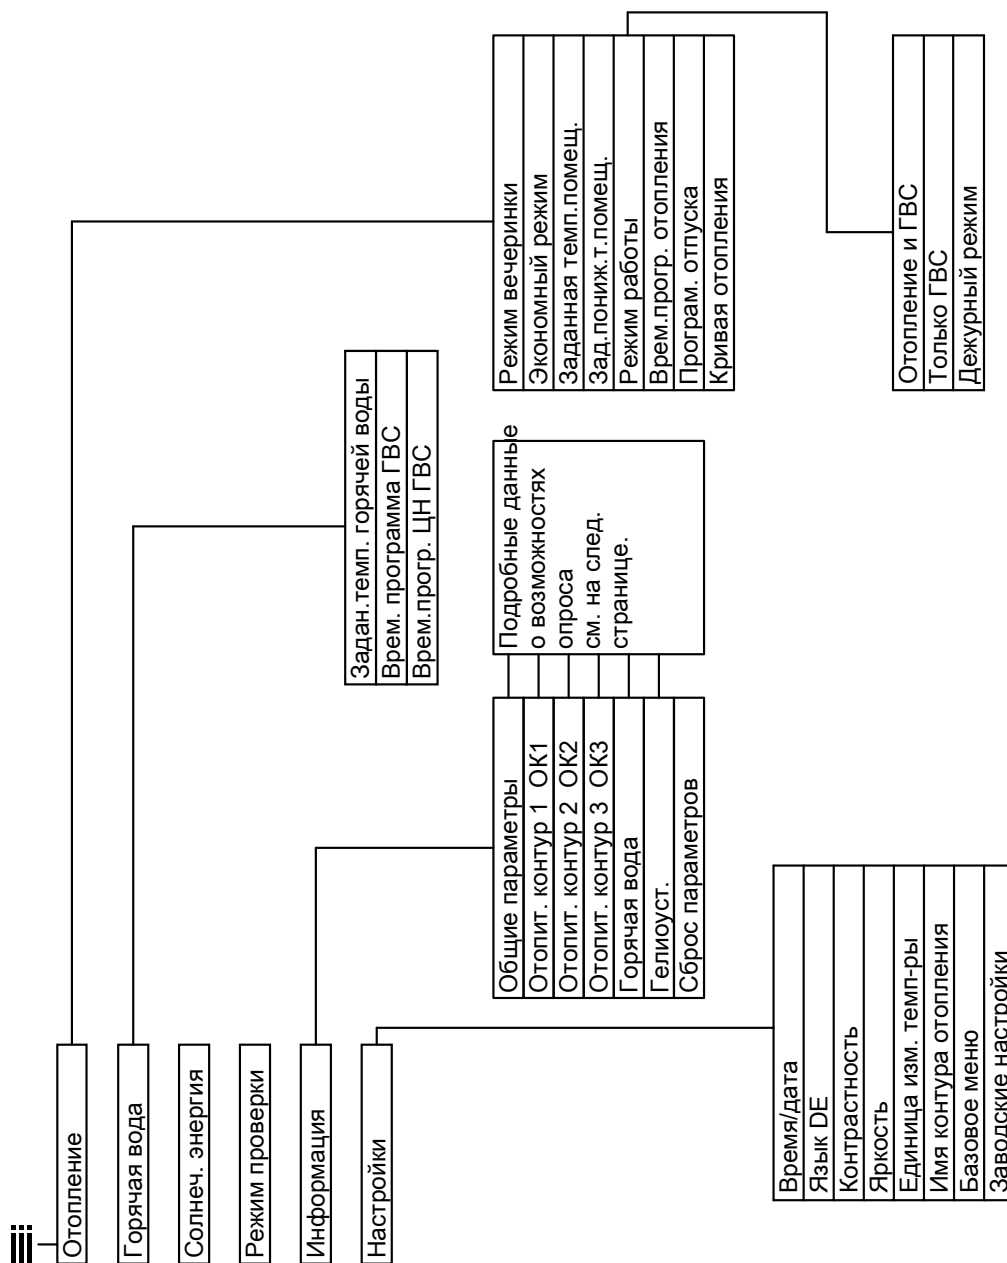 Отопление
Горячая вода
Солнеч. энергия
Режим проверки
Информация
Настройки
Режим вечеринки
Экономный режим
Заданная темп.помещ.
Зад.пониж.т.помещ.
Режим работы
Врем.прогр. отопления
Програм. отпуска
Кривая отопления
Отопление и ГВС
Только ГВС
Дежурный режим
Задан.темп. горячей воды
Врем. программа ГВС
Врем.прогр. ЦН ГВС
Общие параметры
Отопит. контур 1 ОК1
Отопит. контур 2 ОК2
Отопит. контур 3 ОК3
Горячая вода
Гелиоуст.
Сброс параметров
Подробные данные
о возможностях
опроса
см. на след.
странице.
Время/дата
Язык DE
Контрастность
Яркость
Единица изм. темп-ры
Имя контура отопления
Базовое меню
Заводские настройки